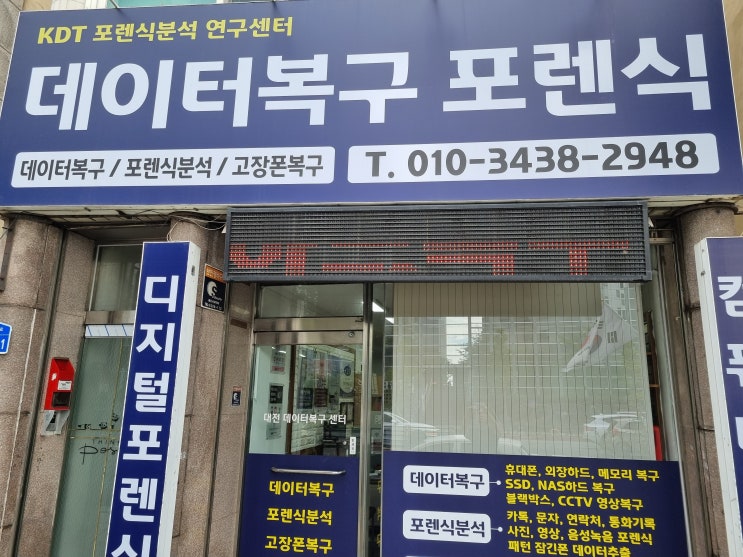 KDT 포렌식분석 연구센터
데이터복구 포렌식
데이터복구 / 포렌식분석 / 고장폰복구
T. 010-3438-2948
디지털포렌식
대전 데이터복구 센터
데이터복구
포렌식분석
고장폰복구
데이터복구
휴대폰, 외장하드, 메모리 복구
SSD, NAS하드 복구
블랙박스, CCTV 영상복구
포렌식분석
카톡, 문자, 연락처, 통화기록
사진, 영상, 음성녹음 포렌식
패턴 잠긴폰 데이터추출